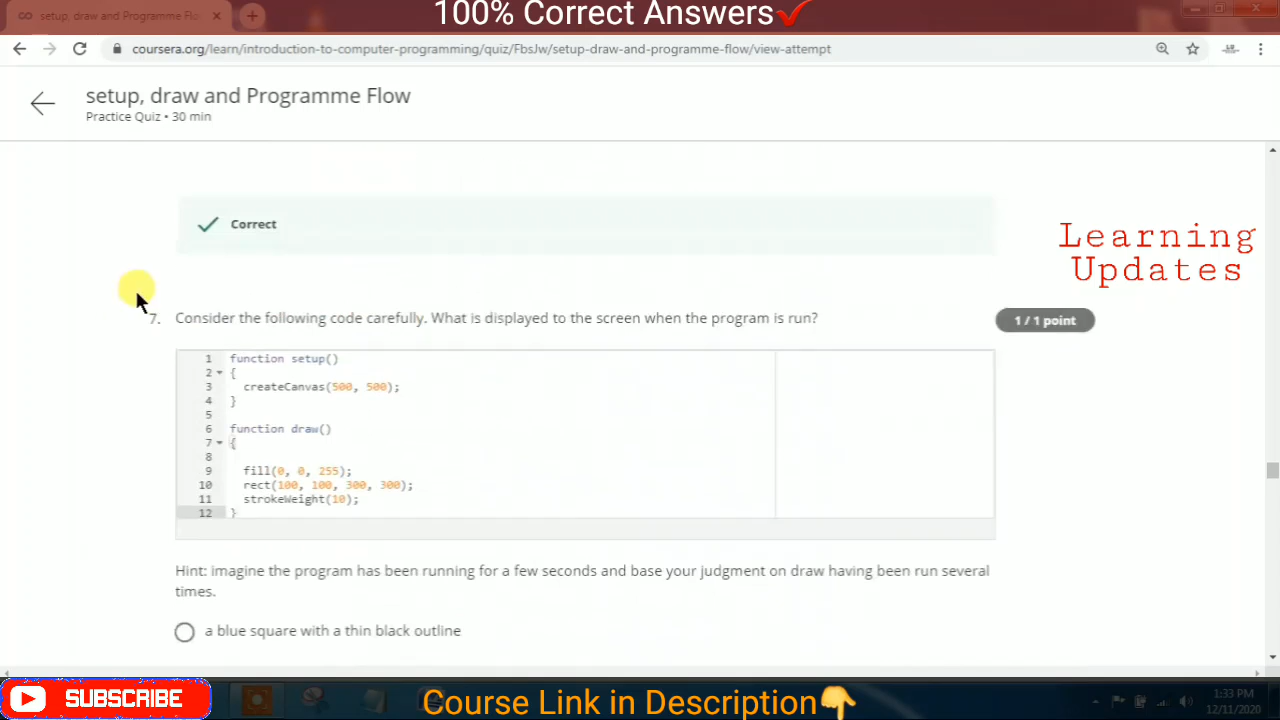 100% Correct Answers✓
setup, draw and Programme Flow
coursera.org/learn/introduction-to-computer-programming/quiz/FbsJw/setup-draw-and-programme-flow/view-attempt
setup, draw and Programme Flow
Practice Quiz • 30 min
Correct
Learning
Updates
7. Consider the following code carefully. What is displayed to the screen when the program is run?
1 / 1 point
1 function setup()
2 {
3 createCanvas(500, 500);
4 }
5
6 function draw()
7 {
8
9 fill(0, 0, 255);
10 rect(100, 100, 300, 300);
11 strokeWeight(10);
12 }
Hint: imagine the program has been running for a few seconds and base your judgment on draw having been run several
times.
a blue square with a thin black outline
SUBSCRIBE
Course Link in Description👇
1:33 PM
12/11/2020